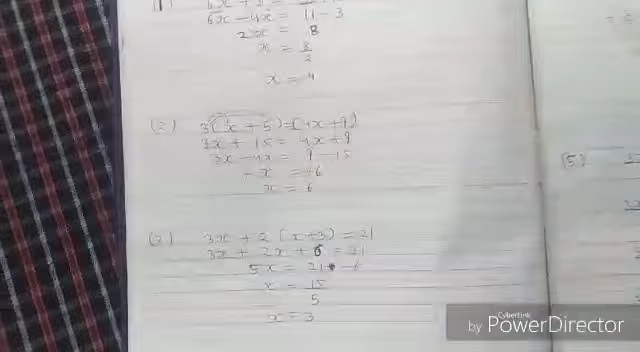 6x - 4x = 11 - 3
2x = 8
x = 8/2
x = 4
(2) 3(x + 5) = (4x + 9)
3x + 15 = 4x + 9
3x - 4x = 9 - 15
- x = -6
x = 6
3x + 2 (x + 3) = 21
3x + 2x + 6 = 21
5x = 21 - 6
x = 15
5
x = 3
(5)
CyberLink
by PowerDirector